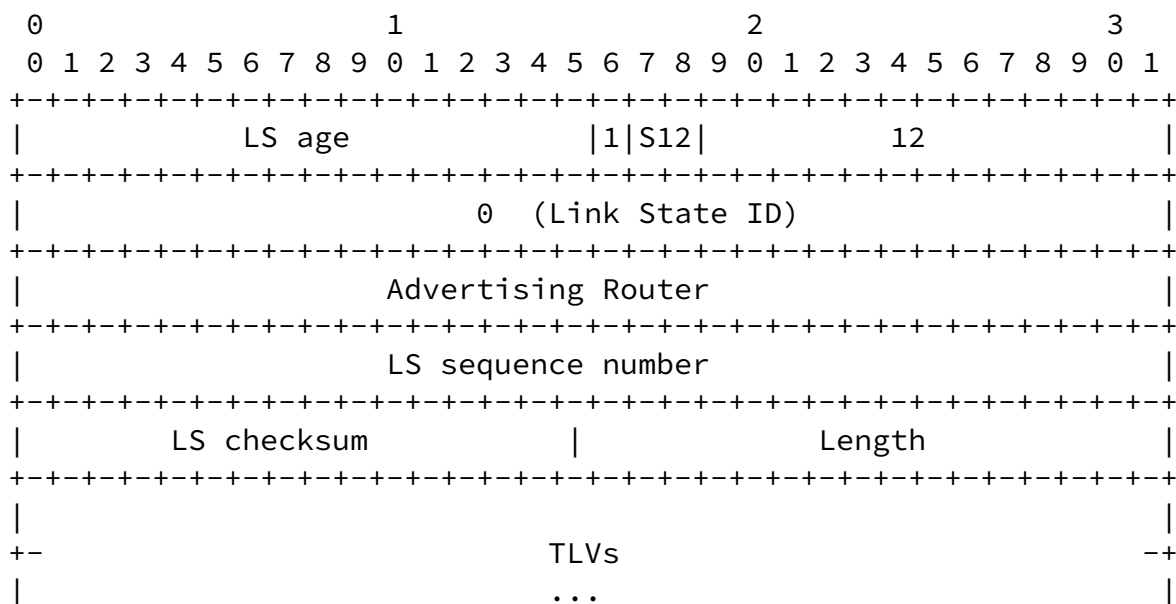 0                   1                   2                   3
 0 1 2 3 4 5 6 7 8 9 0 1 2 3 4 5 6 7 8 9 0 1 2 3 4 5 6 7 8 9 0 1
+-+-+-+-+-+-+-+-+-+-+-+-+-+-+-+-+-+-+-+-+-+-+-+-+-+-+-+-+-+-+-+-+
|            LS age             |1|S12|          12             |
+-+-+-+-+-+-+-+-+-+-+-+-+-+-+-+-+-+-+-+-+-+-+-+-+-+-+-+-+-+-+-+-+
|                         0  (Link State ID)                    |
+-+-+-+-+-+-+-+-+-+-+-+-+-+-+-+-+-+-+-+-+-+-+-+-+-+-+-+-+-+-+-+-+
|                    Advertising Router                         |
+-+-+-+-+-+-+-+-+-+-+-+-+-+-+-+-+-+-+-+-+-+-+-+-+-+-+-+-+-+-+-+-+
|                    LS sequence number                         |
+-+-+-+-+-+-+-+-+-+-+-+-+-+-+-+-+-+-+-+-+-+-+-+-+-+-+-+-+-+-+-+-+
|        LS checksum           |             Length             |
+-+-+-+-+-+-+-+-+-+-+-+-+-+-+-+-+-+-+-+-+-+-+-+-+-+-+-+-+-+-+-+-+
|                                                               |
+-                            TLVs                             -+
|                             ...                               |